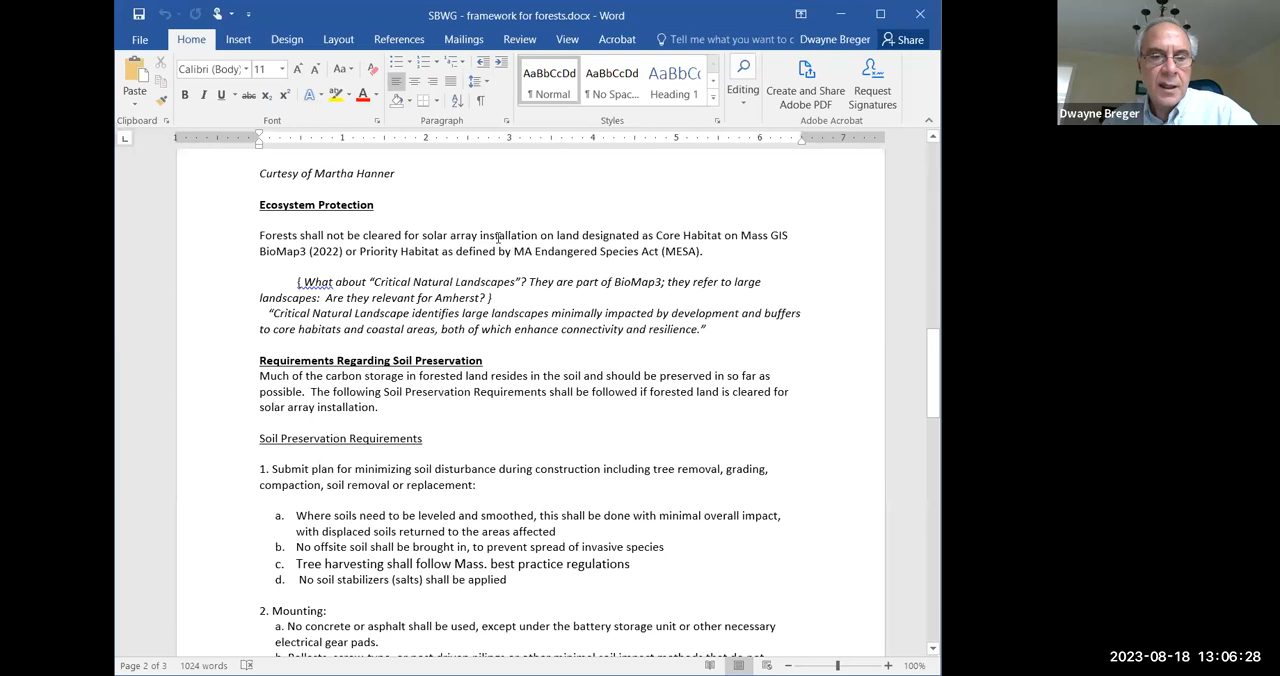 SBWG - framework for forests.docx - Word
File Home Insert Design Layout References Mailings Review View Acrobat Tell me what you want to c Dwayne Breger Share
Calibri (Body) 11 Aa
AaBbCcDd AaBbCcDd AaBbCc
Paste
B I U abc x2 x2 A A
¶ Normal ¶ No Spac... Heading 1
Editing
Create and Share Adobe PDF
Request Signatures
Clipboard Font Paragraph Styles Adobe Acrobat
Dwayne Breger
1 1 2 3 4 5 6 7
Curtesy of Martha Hanner
Ecosystem Protection
Forests shall not be cleared for solar array installation on land designated as Core Habitat on Mass GIS
BioMap3 (2022) or Priority Habitat as defined by MA Endangered Species Act (MESA).
{ What about “Critical Natural Landscapes”? They are part of BioMap3; they refer to large
landscapes: Are they relevant for Amherst? }
“Critical Natural Landscape identifies large landscapes minimally impacted by development and buffers
to core habitats and coastal areas, both of which enhance connectivity and resilience.”
Requirements Regarding Soil Preservation
Much of the carbon storage in forested land resides in the soil and should be preserved in so far as
possible. The following Soil Preservation Requirements shall be followed if forested land is cleared for
solar array installation.
Soil Preservation Requirements
1. Submit plan for minimizing soil disturbance during construction including tree removal, grading,
compaction, soil removal or replacement:
a. Where soils need to be leveled and smoothed, this shall be done with minimal overall impact,
with displaced soils returned to the areas affected
b. No offsite soil shall be brought in, to prevent spread of invasive species
c. Tree harvesting shall follow Mass. best practice regulations
d. No soil stabilizers (salts) shall be applied
2. Mounting:
a. No concrete or asphalt shall be used, except under the battery storage unit or other necessary
electrical gear pads.
Page 2 of 3 1024 words 100%
2023-08-18 13:06:28